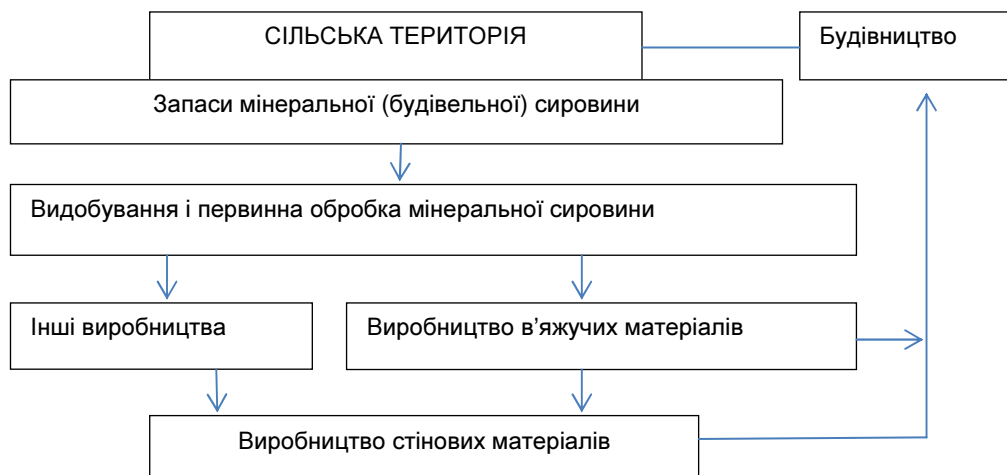 СІЛЬСЬКА ТЕРИТОРІЯ
Будівництво
Запаси мінеральної (будівельної) сировини
Видобування і первинна обробка мінеральної сировини
Інші виробництва
Виробництво в’яжучих матеріалів
Виробництво стінових матеріалів